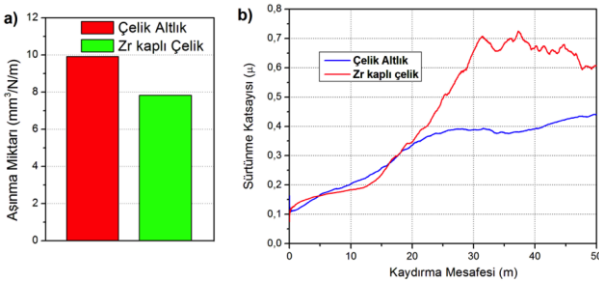 a)
Aşınma Miktarı (mm³/N/m)
12
10
8
6
4
2
0
Çelik Altlık
Zr kaplı Çelik
b)
Sürtünme Katsayısı (μ)
0,8
0,7
0,6
0,5
0,4
0,3
0,2
0,1
0,0
Çelik Altlık
Zr kaplı çelik
0
10
20
30
40
50
Kaydırma Mesafesi (m)